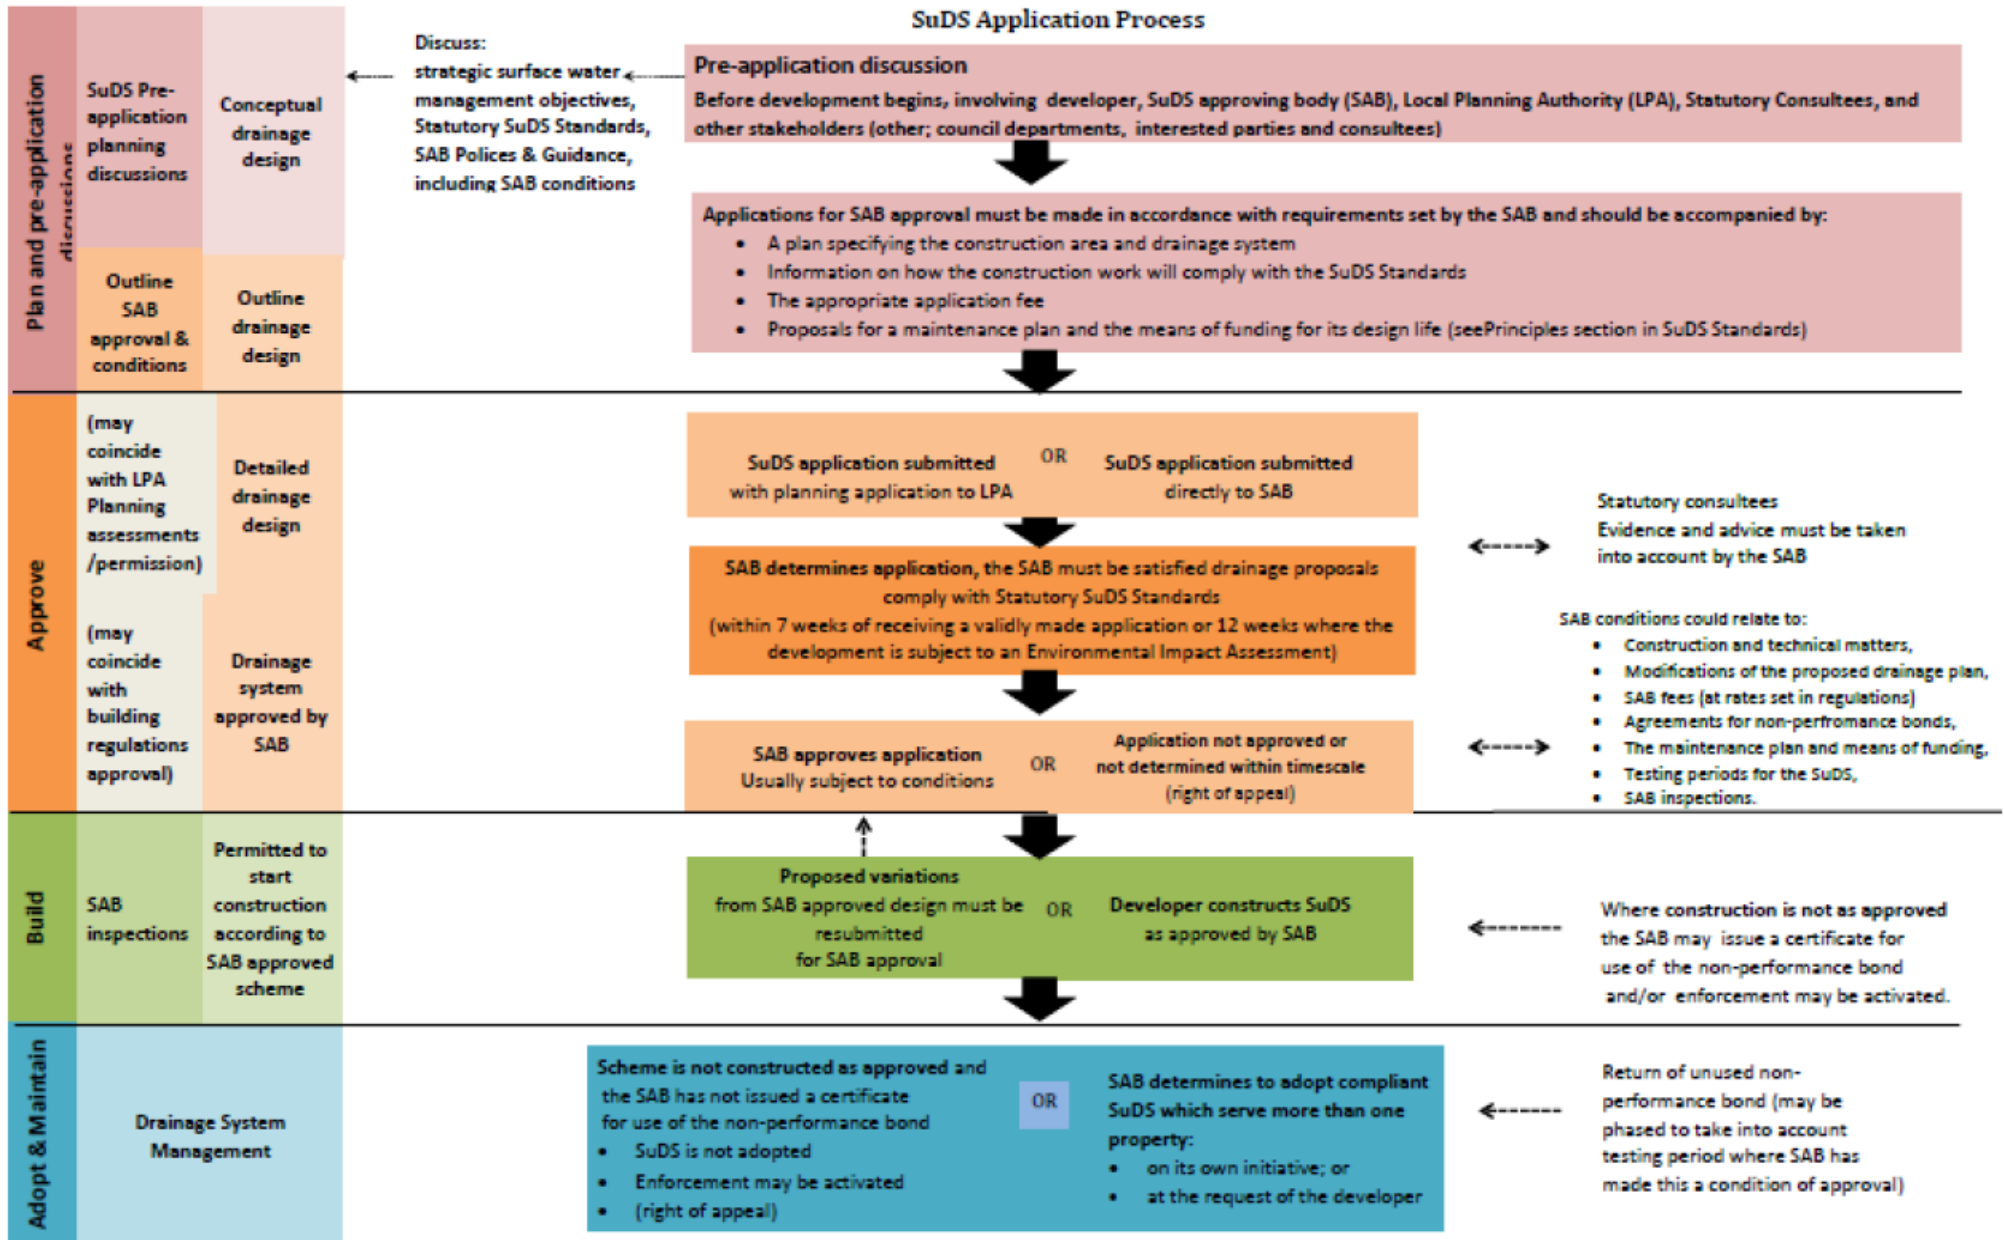 SuDS Application Process
Plan and pre-application
discussions
SuDS Pre-
application
planning
discussions
Conceptual
drainage
design
Discuss:
strategic surface water
management objectives,
Statutory SuDS Standards,
SAB Polices & Guidance,
including SAB conditions
Pre-application discussion
Before development begins, involving developer, SuDS approving body (SAB), Local Planning Authority (LPA), Statutory Consultees, and
other stakeholders (other; council departments, interested parties and consultees)
Outline
SAB
approval &
conditions
Outline
drainage
design
Applications for SAB approval must be made in accordance with requirements set by the SAB and should be accompanied by:
• A plan specifying the construction area and drainage system
• Information on how the construction work will comply with the SuDS Standards
• The appropriate application fee
• Proposals for a maintenance plan and the means of funding for its design life (seePrinciples section in SuDS Standards)
Approve
(may
coincide
with LPA
Planning
assessments
/permission)
Detailed
drainage
design
SuDS application submitted
with planning application to LPA
OR
SuDS application submitted
directly to SAB
Statutory consultees
Evidence and advice must be taken
into account by the SAB
SAB determines application, the SAB must be satisfied drainage proposals
comply with Statutory SuDS Standards
(within 7 weeks of receiving a validly made application or 12 weeks where the
development is subject to an Environmental Impact Assessment)
(may
coincide
with
building
regulations
approval)
Drainage
system
approved by
SAB
SAB approves application
Usually subject to conditions
OR
Application not approved or
not determined within timescale
(right of appeal)
SAB conditions could relate to:
• Construction and technical matters,
• Modifications of the proposed drainage plan,
• SAB fees (at rates set in regulations)
• Agreements for non-perfromance bonds,
• The maintenance plan and means of funding,
• Testing periods for the SuDS,
• SAB inspections.
Build
SAB
inspections
Permitted to
start
construction
according to
SAB approved
scheme
Proposed variations
from SAB approved design must be
resubmitted
for SAB approval
OR
Developer constructs SuDS
as approved by SAB
Where construction is not as approved
the SAB may issue a certificate for
use of the non-performance bond
and/or enforcement may be activated.
Adopt & Maintain
Drainage System
Management
Scheme is not constructed as approved and
the SAB has not issued a certificate
for use of the non-performance bond
• SuDS is not adopted
• Enforcement may be activated
• (right of appeal)
OR
SAB determines to adopt compliant
SuDS which serve more than one
property:
• on its own initiative; or
• at the request of the developer
Return of unused non-
performance bond (may be
phased to take into account
testing period where SAB has
made this a condition of approval)